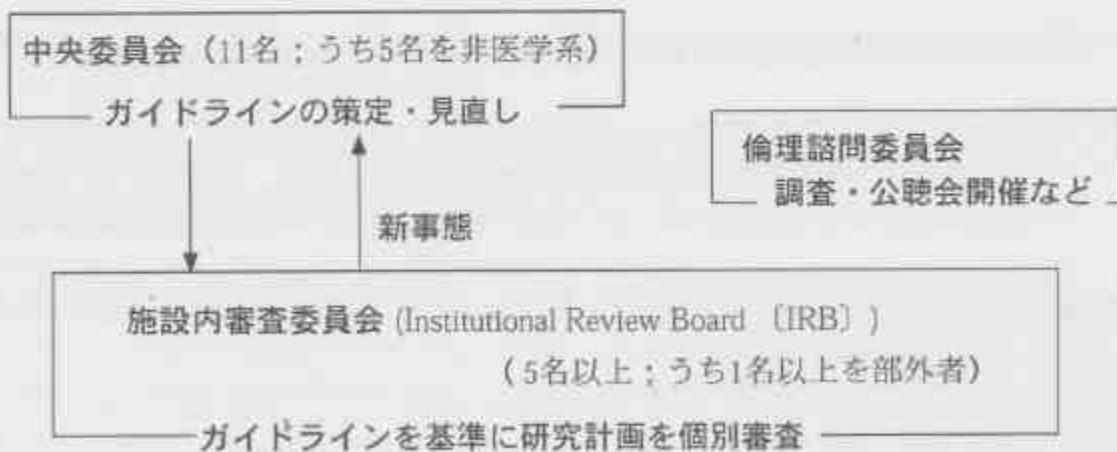 中央委員会（11名；うち5名を非医学系）
ガイドラインの策定・見直し
倫理諮問委員会
調査・公聴会開催など
新事態
施設内審査委員会 (Institutional Review Board〔IRB〕)
（5名以上；うち1名以上を部外者）
ガイドラインを基準に研究計画を個別審査